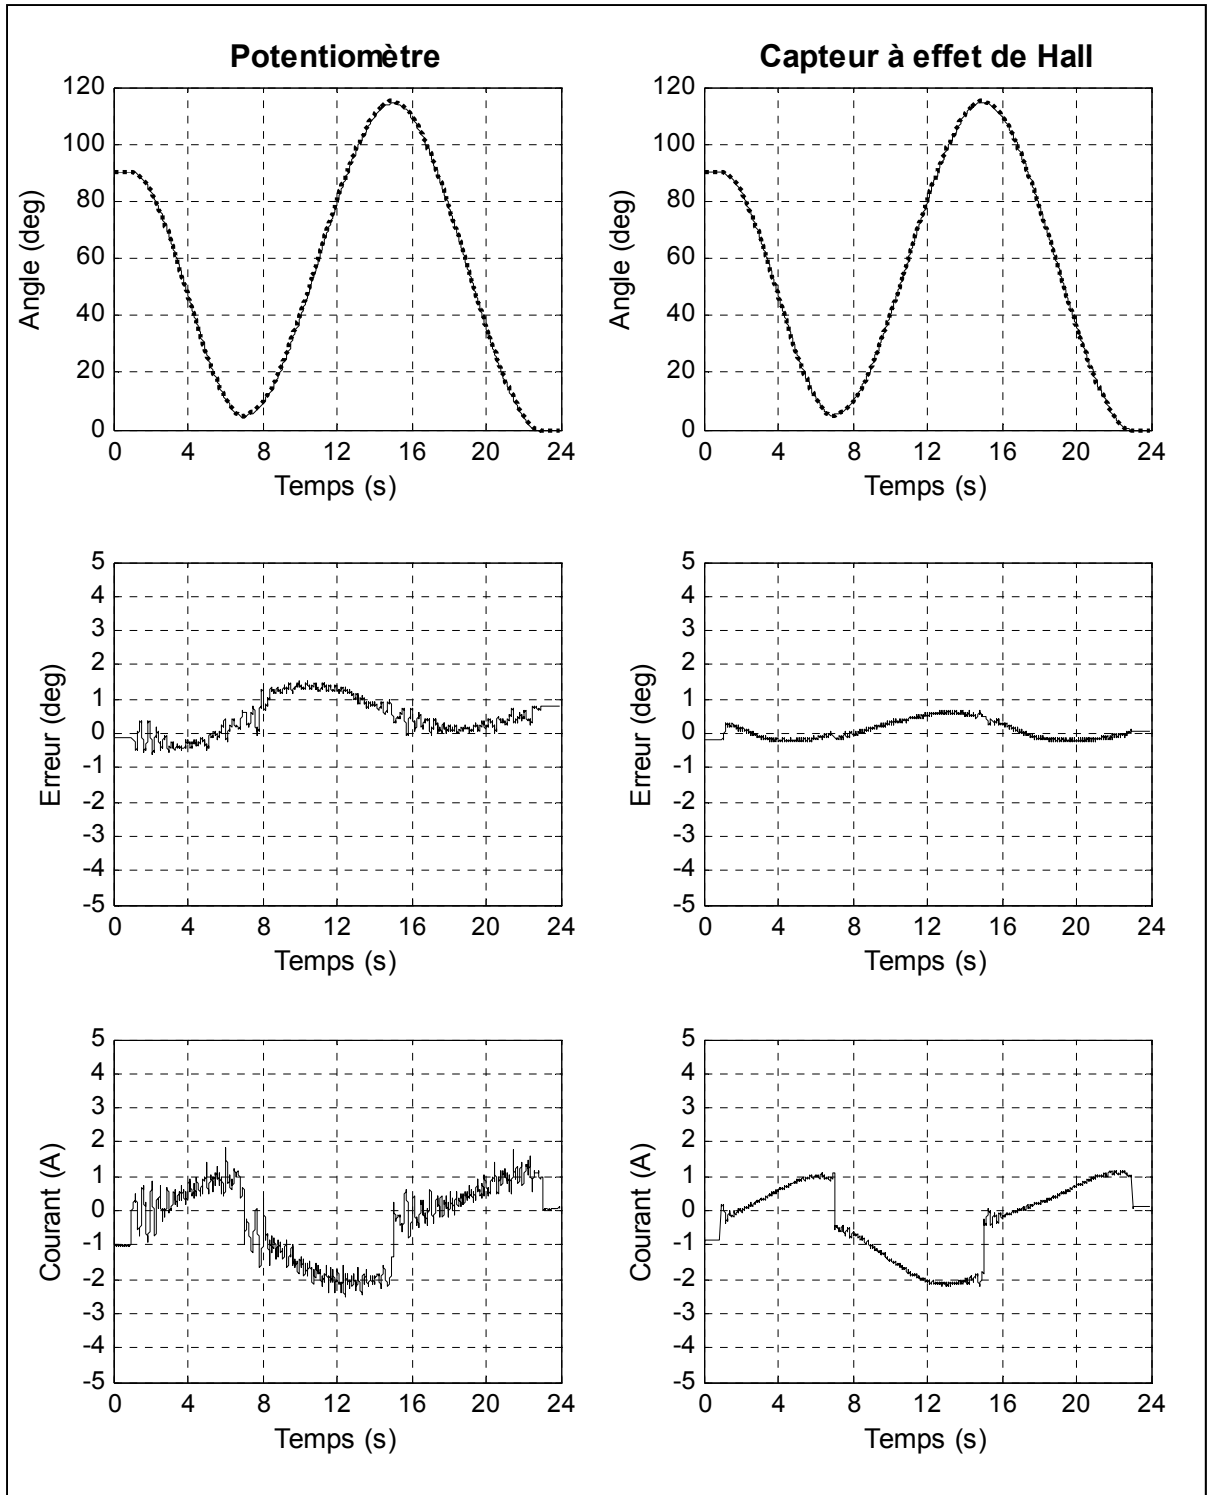 Potentiomètre
120
100
80
60
40
20
0
Angle (deg)
0 4 8 12 16 20 24
Temps (s)
Capteur à effet de Hall
120
100
80
60
40
20
0
Angle (deg)
0 4 8 12 16 20 24
Temps (s)
5
4
3
2
1
0
-1
-2
-3
-4
-5
Erreur (deg)
0 4 8 12 16 20 24
Temps (s)
5
4
3
2
1
0
-1
-2
-3
-4
-5
Erreur (deg)
0 4 8 12 16 20 24
Temps (s)
5
4
3
2
1
0
-1
-2
-3
-4
-5
Courant (A)
0 4 8 12 16 20 24
Temps (s)
5
4
3
2
1
0
-1
-2
-3
-4
-5
Courant (A)
0 4 8 12 16 20 24
Temps (s)